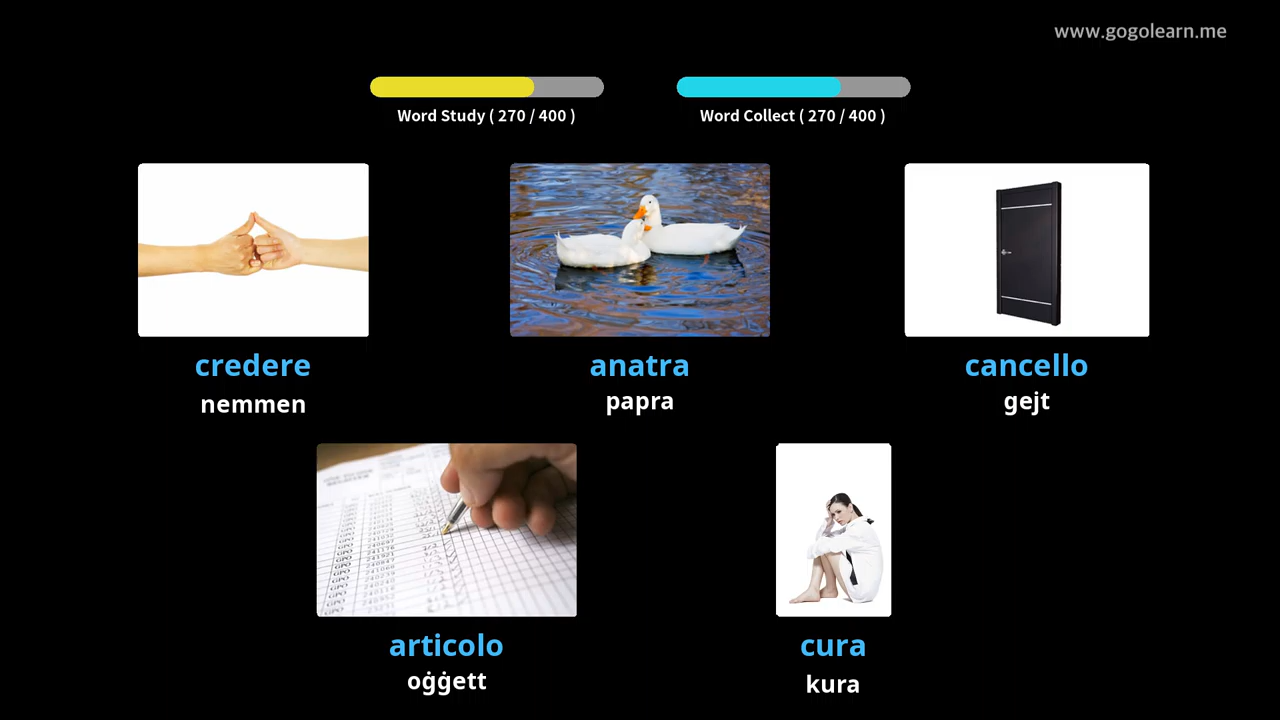 www.gogolearn.me
Word Study ( 270 / 400 )
Word Collect ( 270 / 400 )
credere
nemmen
anatra
papra
cancello
gejt
articolo
oġġett
cura
kura